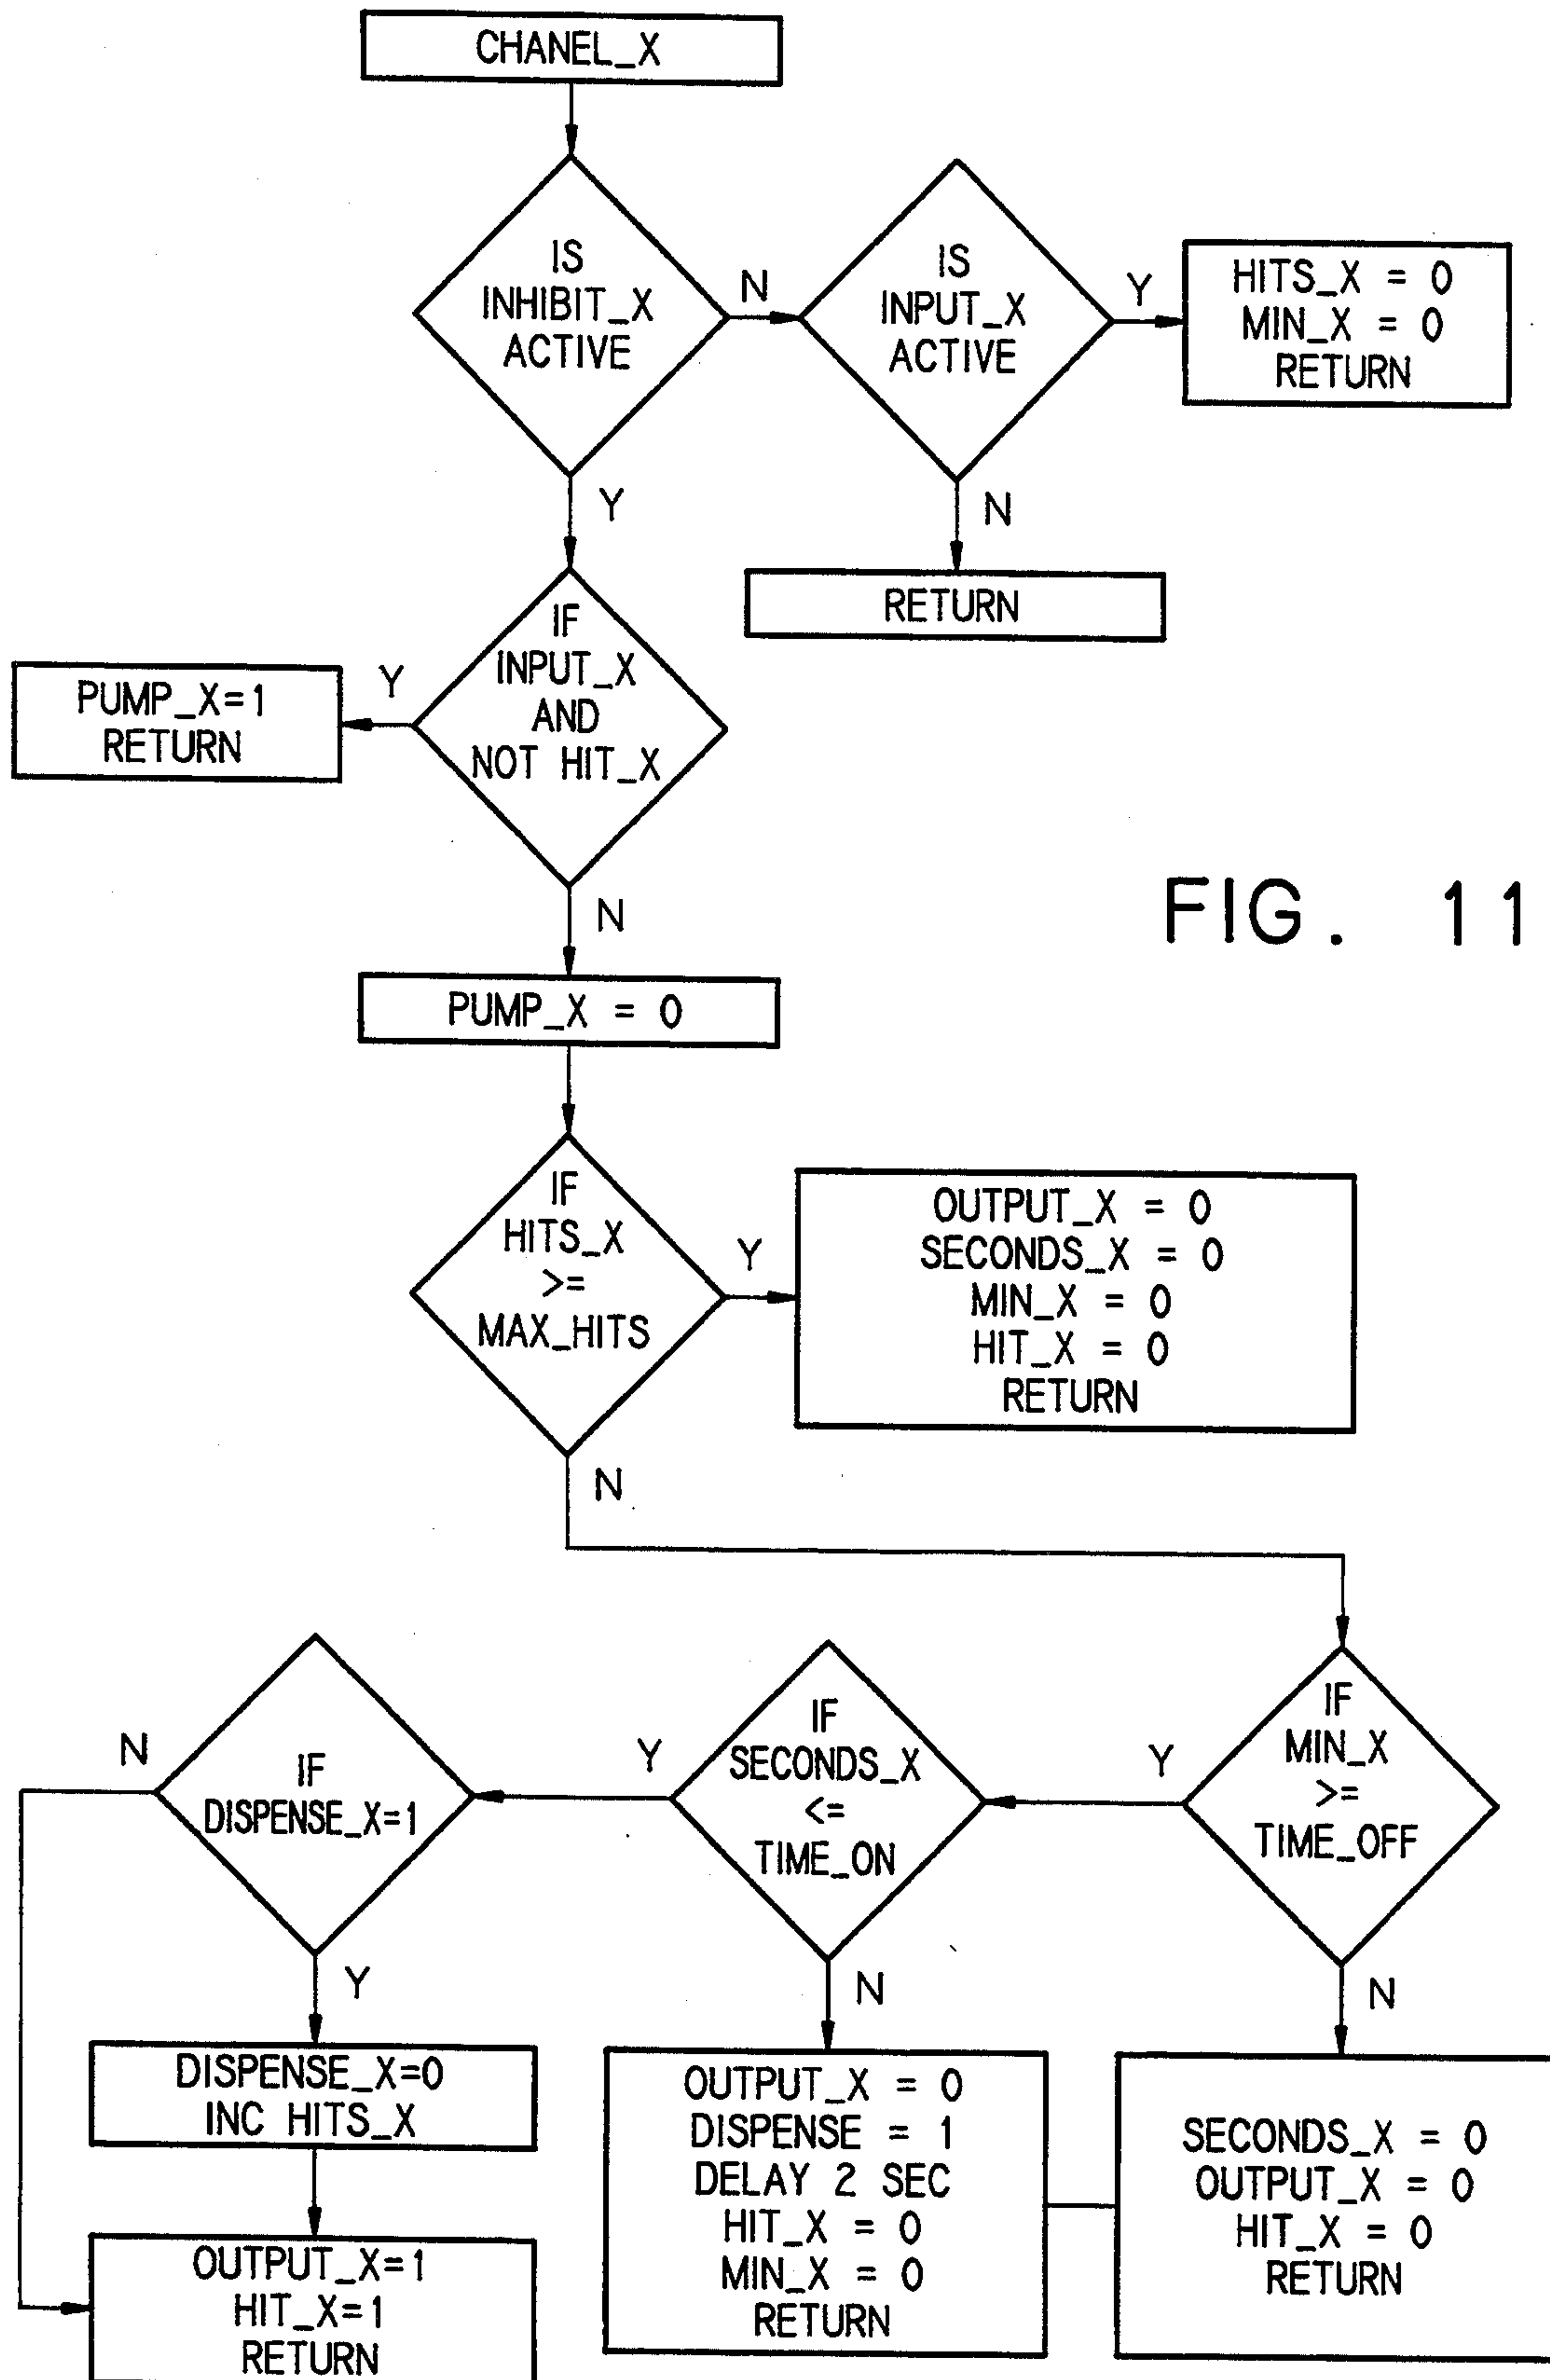 CHANEL_X
IS
INHIBIT_X
ACTIVE
N
IS
INPUT_X
ACTIVE
Y
HITS_X = 0
MIN_X = 0
RETURN
Y
N
RETURN
IF
INPUT_X
AND
NOT HIT_X
Y
PUMP_X=1
RETURN
N
FIG. 11
PUMP_X = 0
IF
HITS_X
>=
MAX_HITS
Y
OUTPUT_X = 0
SECONDS_X = 0
MIN_X = 0
HIT_X = 0
RETURN
N
IF
MIN_X
>=
TIME_OFF
Y
IF
SECONDS_X
<=
TIME_ON
Y
IF
DISPENSE_X=1
N
Y
N
N
DISPENSE_X=0
INC HITS_X
OUTPUT_X=1
HIT_X=1
RETURN
OUTPUT_X = 0
DISPENSE = 1
DELAY 2 SEC
HIT_X = 0
MIN_X = 0
RETURN
SECONDS_X = 0
OUTPUT_X = 0
HIT_X = 0
RETURN